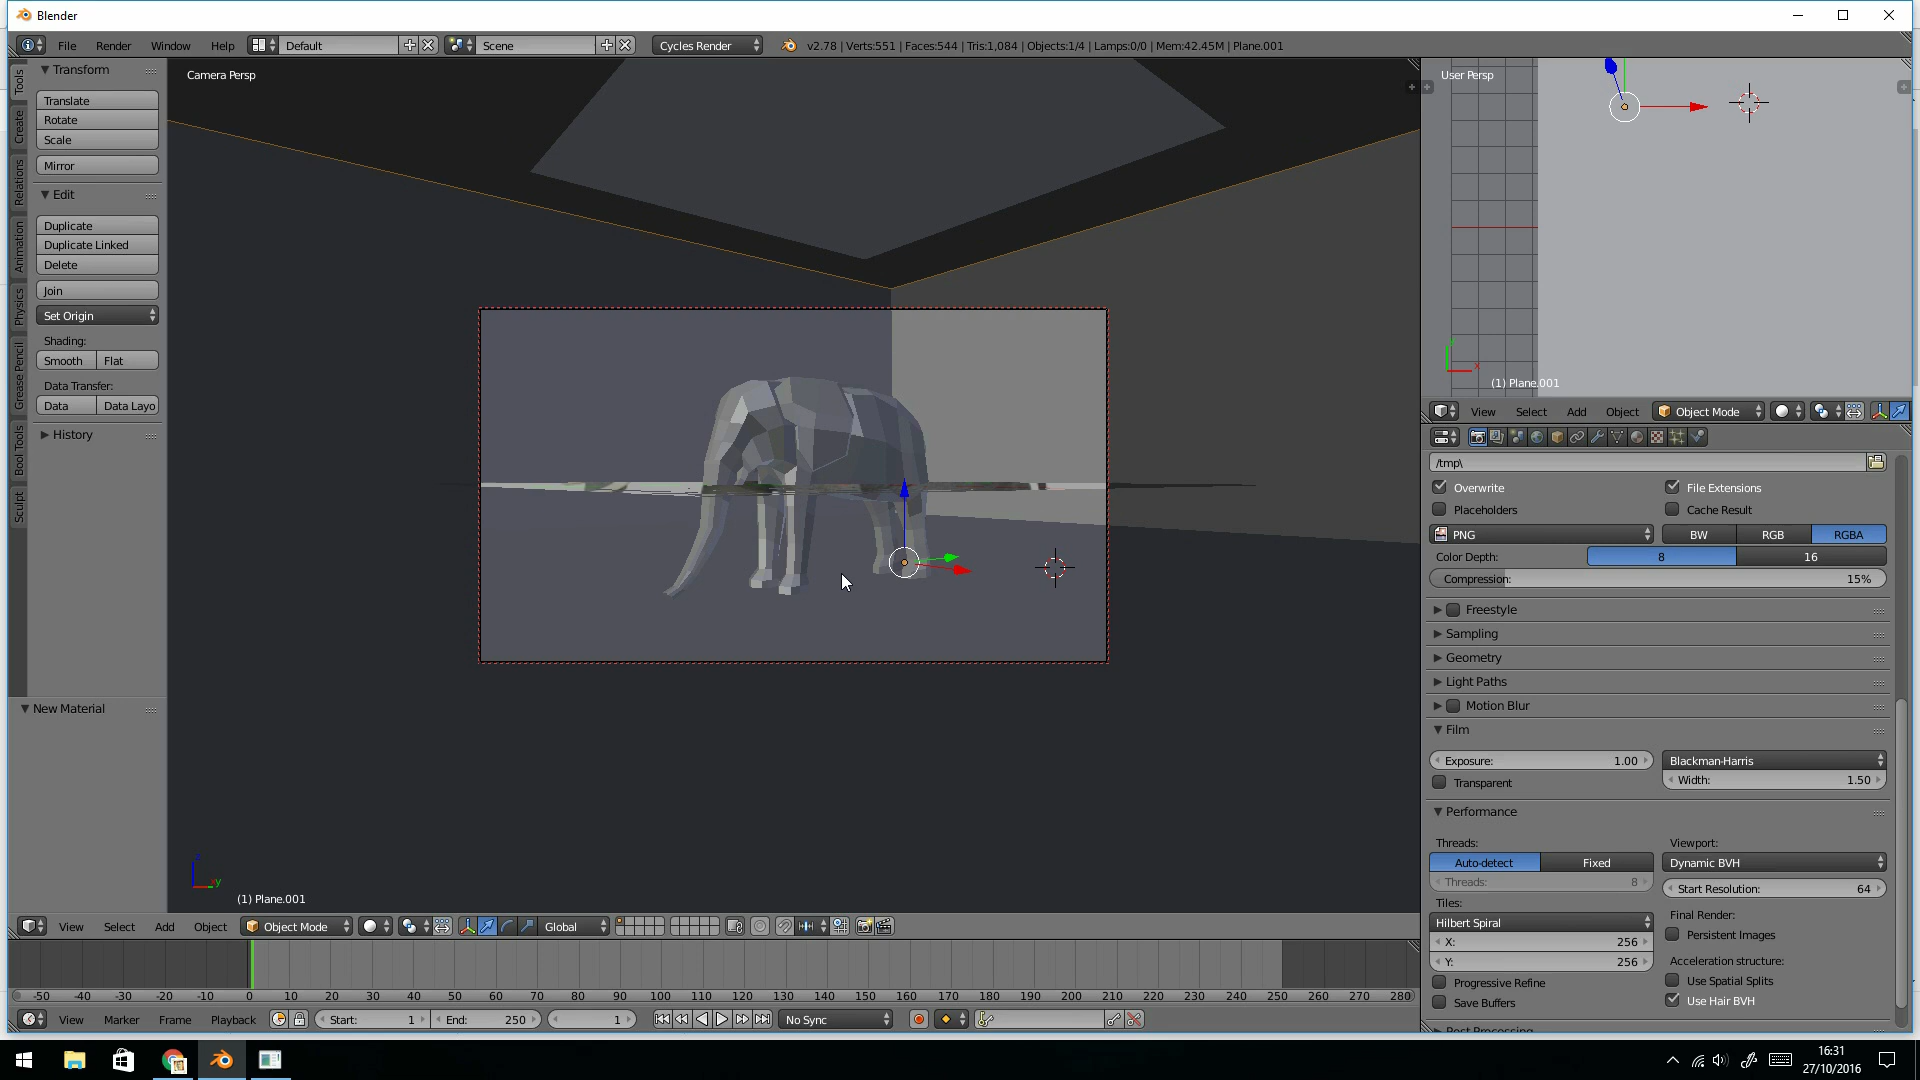 Blender
File Render Window Help Default Scene Cycles Render v2.78 | Verts:551 | Faces:544 | Tris:1,084 | Objects:1/4 | Lamps:0/0 | Mem:42.45M | Plane.001
Tools
Create
Relations
Animation
Physics
Grease Pencil
Bool Tools
Sculpt
Transform
Translate
Rotate
Scale
Mirror
Edit
Duplicate
Duplicate Linked
Delete
Join
Set Origin
Shading:
Smooth Flat
Data Transfer:
Data Data Layo
History
New Material
Camera Persp
z
y
(1) Plane.001
View Select Add Object Object Mode Global
-50 -40 -30 -20 -10 0 10 20 30 40 50 60 70 80 90 100 110 120 130 140 150 160 170 180 190 200 210 220 230 240 250 260 270 280
View Marker Frame Playback Start: 1 End: 250 1 No Sync
User Persp
x
(1) Plane.001
View Select Add Object Object Mode
/tmp\
Overwrite File Extensions
Placeholders Cache Result
PNG BW RGB RGBA
Color Depth: 8 16
Compression: 15%
Freestyle
Sampling
Geometry
Light Paths
Motion Blur
Film
Exposure: 1.00 Blackman-Harris
Transparent Width: 1.50
Performance
Threads: Viewport:
Auto-detect Fixed Dynamic BVH
Threads: 8 Start Resolution: 64
Tiles: Final Render:
Hilbert Spiral Persistent Images
X: 256
Y: 256 Acceleration structure:
Progressive Refine Use Spatial Splits
Save Buffers Use Hair BVH
Post Processing
16:31
27/10/2016